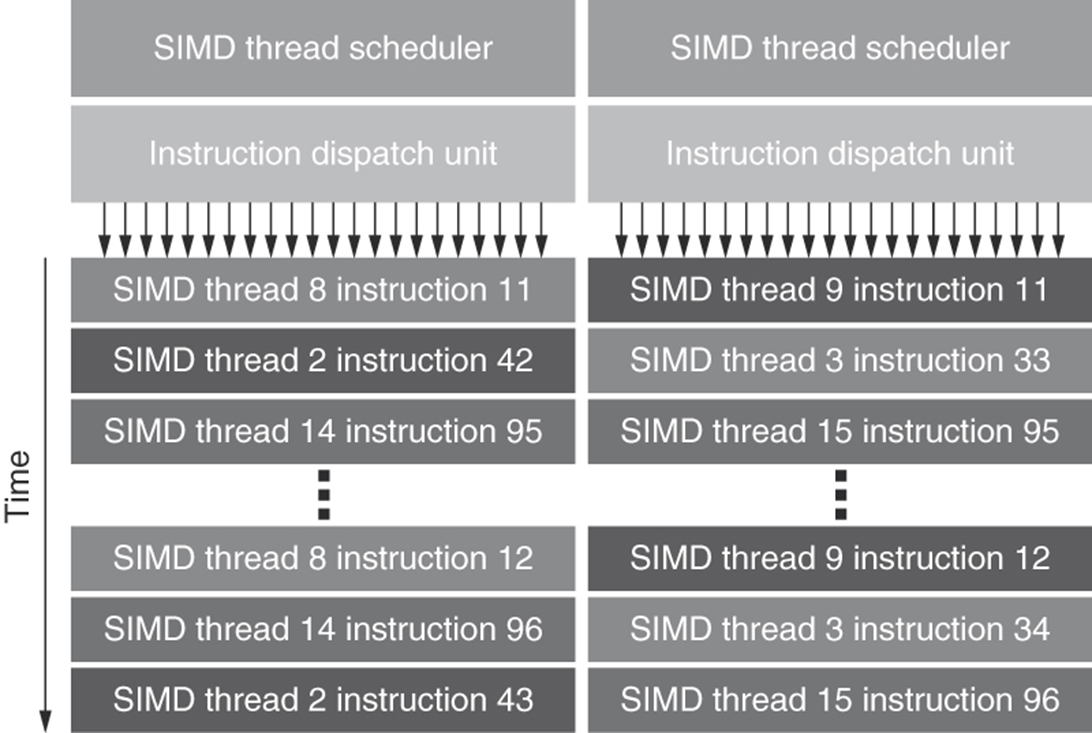 SIMD thread scheduler
SIMD thread scheduler
Instruction dispatch unit
Instruction dispatch unit
Time
SIMD thread 8 instruction 11
SIMD thread 9 instruction 11
SIMD thread 2 instruction 42
SIMD thread 3 instruction 33
SIMD thread 14 instruction 95
SIMD thread 15 instruction 95
SIMD thread 8 instruction 12
SIMD thread 9 instruction 12
SIMD thread 14 instruction 96
SIMD thread 3 instruction 34
SIMD thread 2 instruction 43
SIMD thread 15 instruction 96